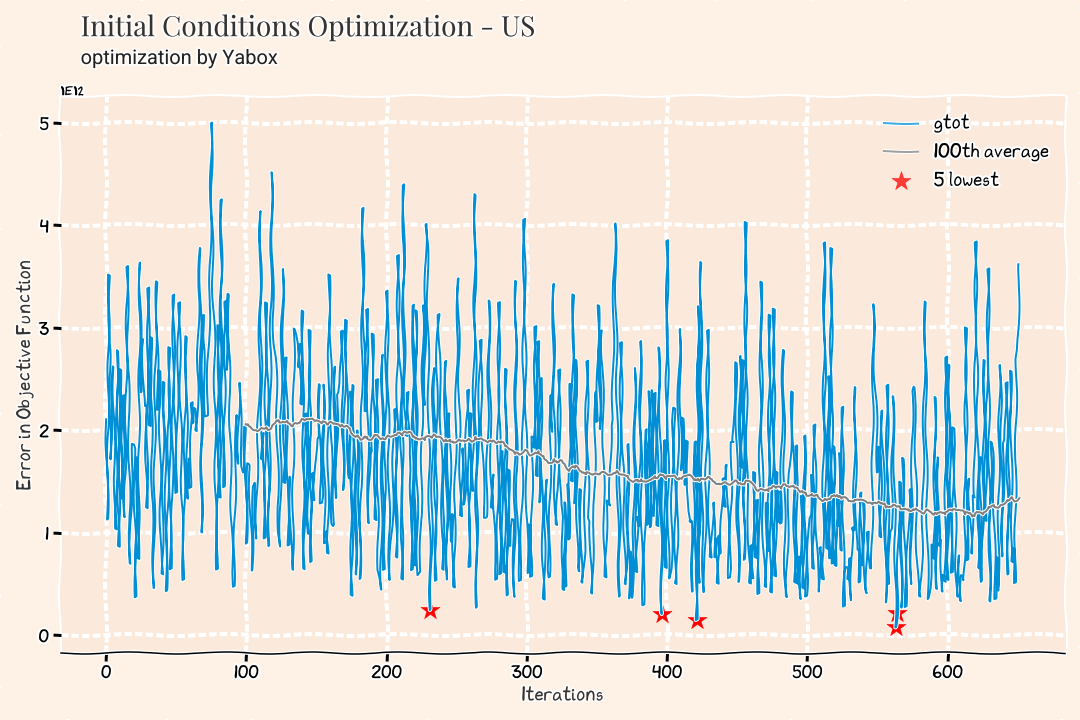 Initial Conditions Optimization - US
optimization by Yabox
1E12
5
4
3
2
1
0
Error in Objective Function
gtot
100th average
5 lowest
0 100 200 300 400 500 600
Iterations